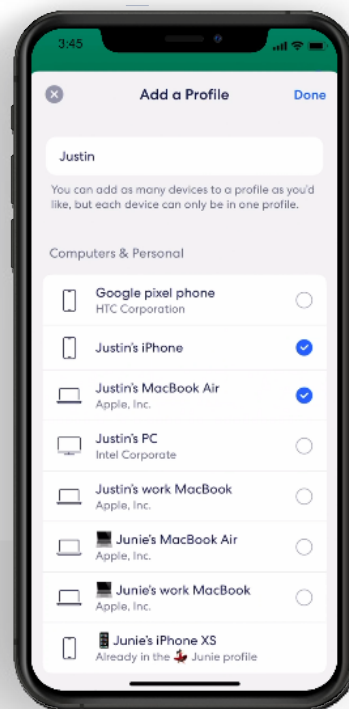 3:45
Add a Profile
Done
Justin
You can add as many devices to a profile as you'd
like, but each device can only be in one profile.
Computers & Personal
Google pixel phone
HTC Corporation
Justin's iPhone
Justin's MacBook Air
Apple, Inc.
Justin's PC
Intel Corporate
Justin's work MacBook
Apple, Inc.
Junie's MacBook Air
Apple, Inc.
Junie's work MacBook
Apple, Inc.
Junie's iPhone XS
Already in the 💃 Junie profile